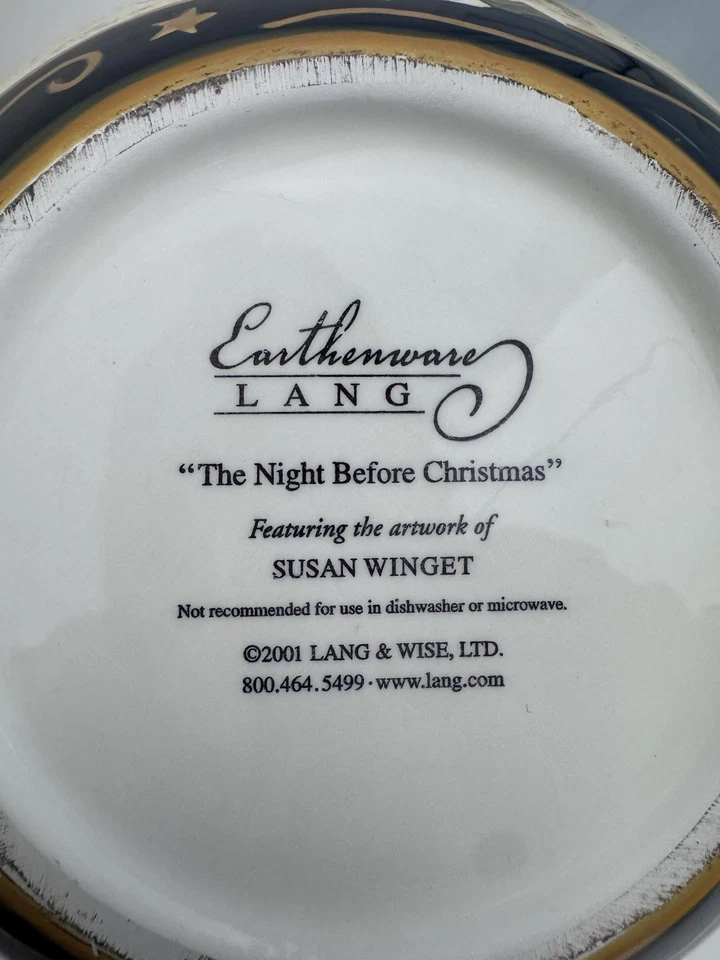 Earthenware
LANG
“The Night Before Christmas”
Featuring the artwork of
SUSAN WINGET
Not recommended for use in dishwasher or microwave.
©2001 LANG & WISE, LTD.
800.464.5499·www.lang.com